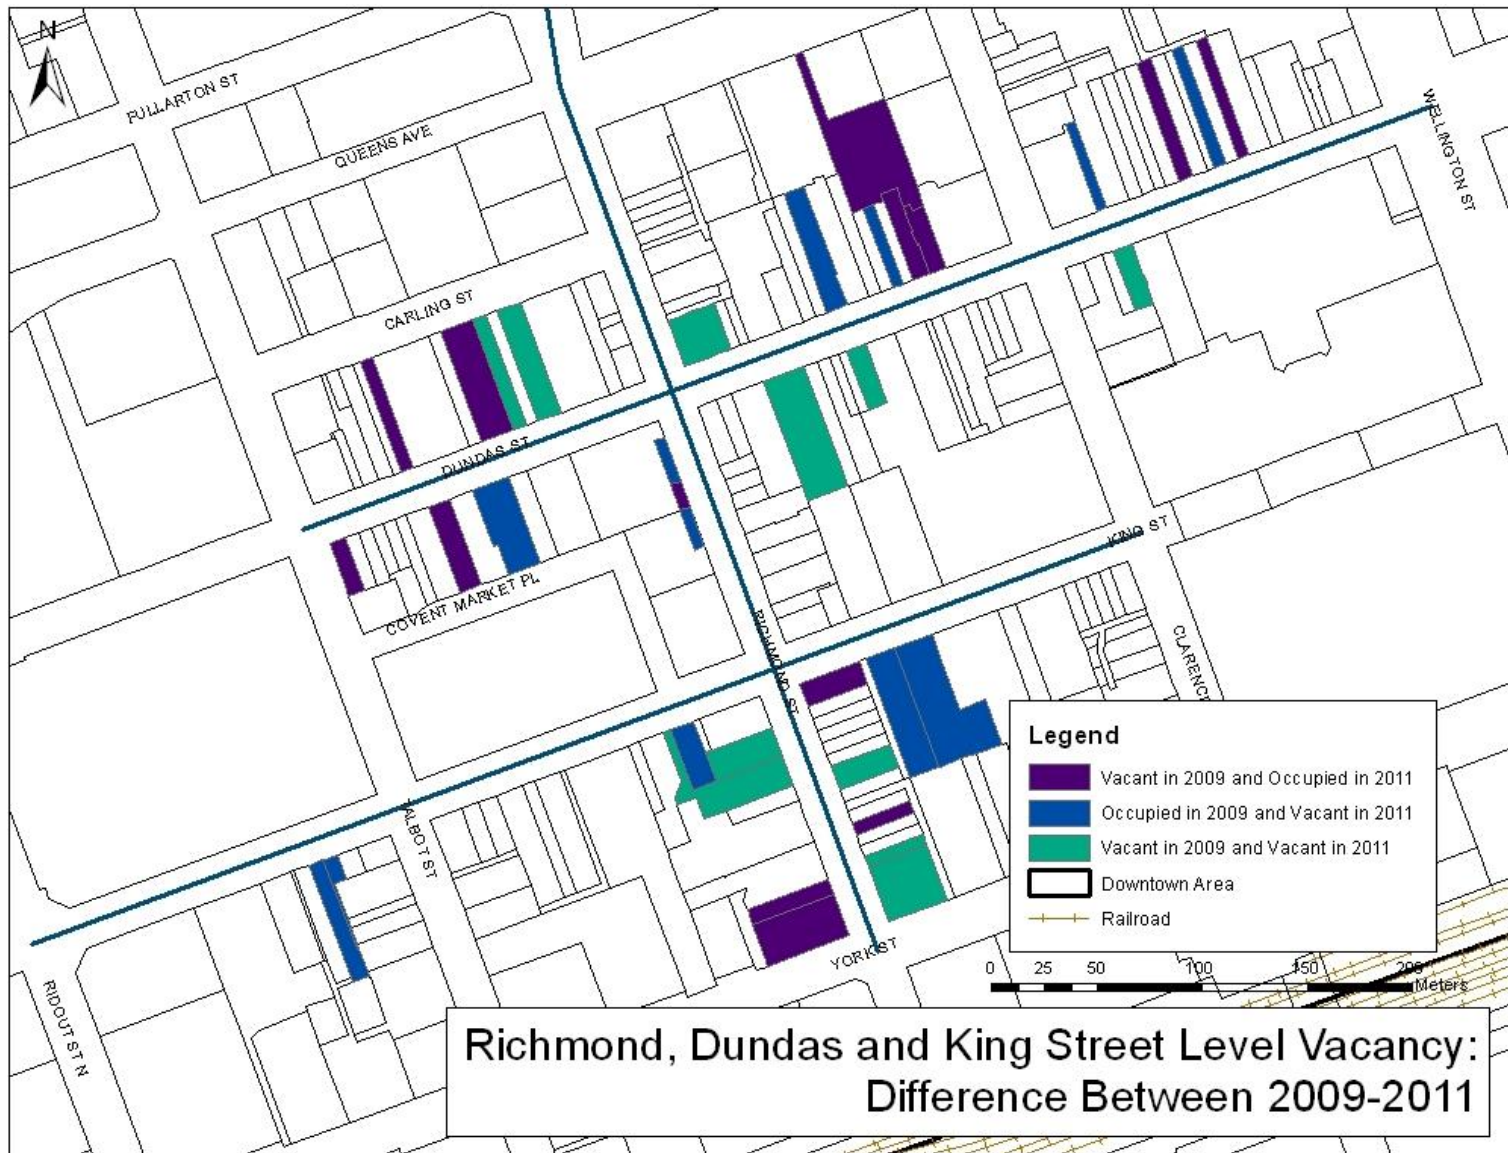 N
FULLARTON ST
QUEENS AVE
WELLINGTON ST
CARLING ST
DUNDAS ST
COVENT MARKET PL
KING ST
RICHMOND ST
TALBOT ST
YORK ST
RIDOUT ST N
Legend
Vacant in 2009 and Occupied in 2011
Occupied in 2009 and Vacant in 2011
Vacant in 2009 and Vacant in 2011
Downtown Area
Railroad
0 25 50 100 150 200
Meters
Richmond, Dundas and King Street Level Vacancy:
Difference Between 2009-2011